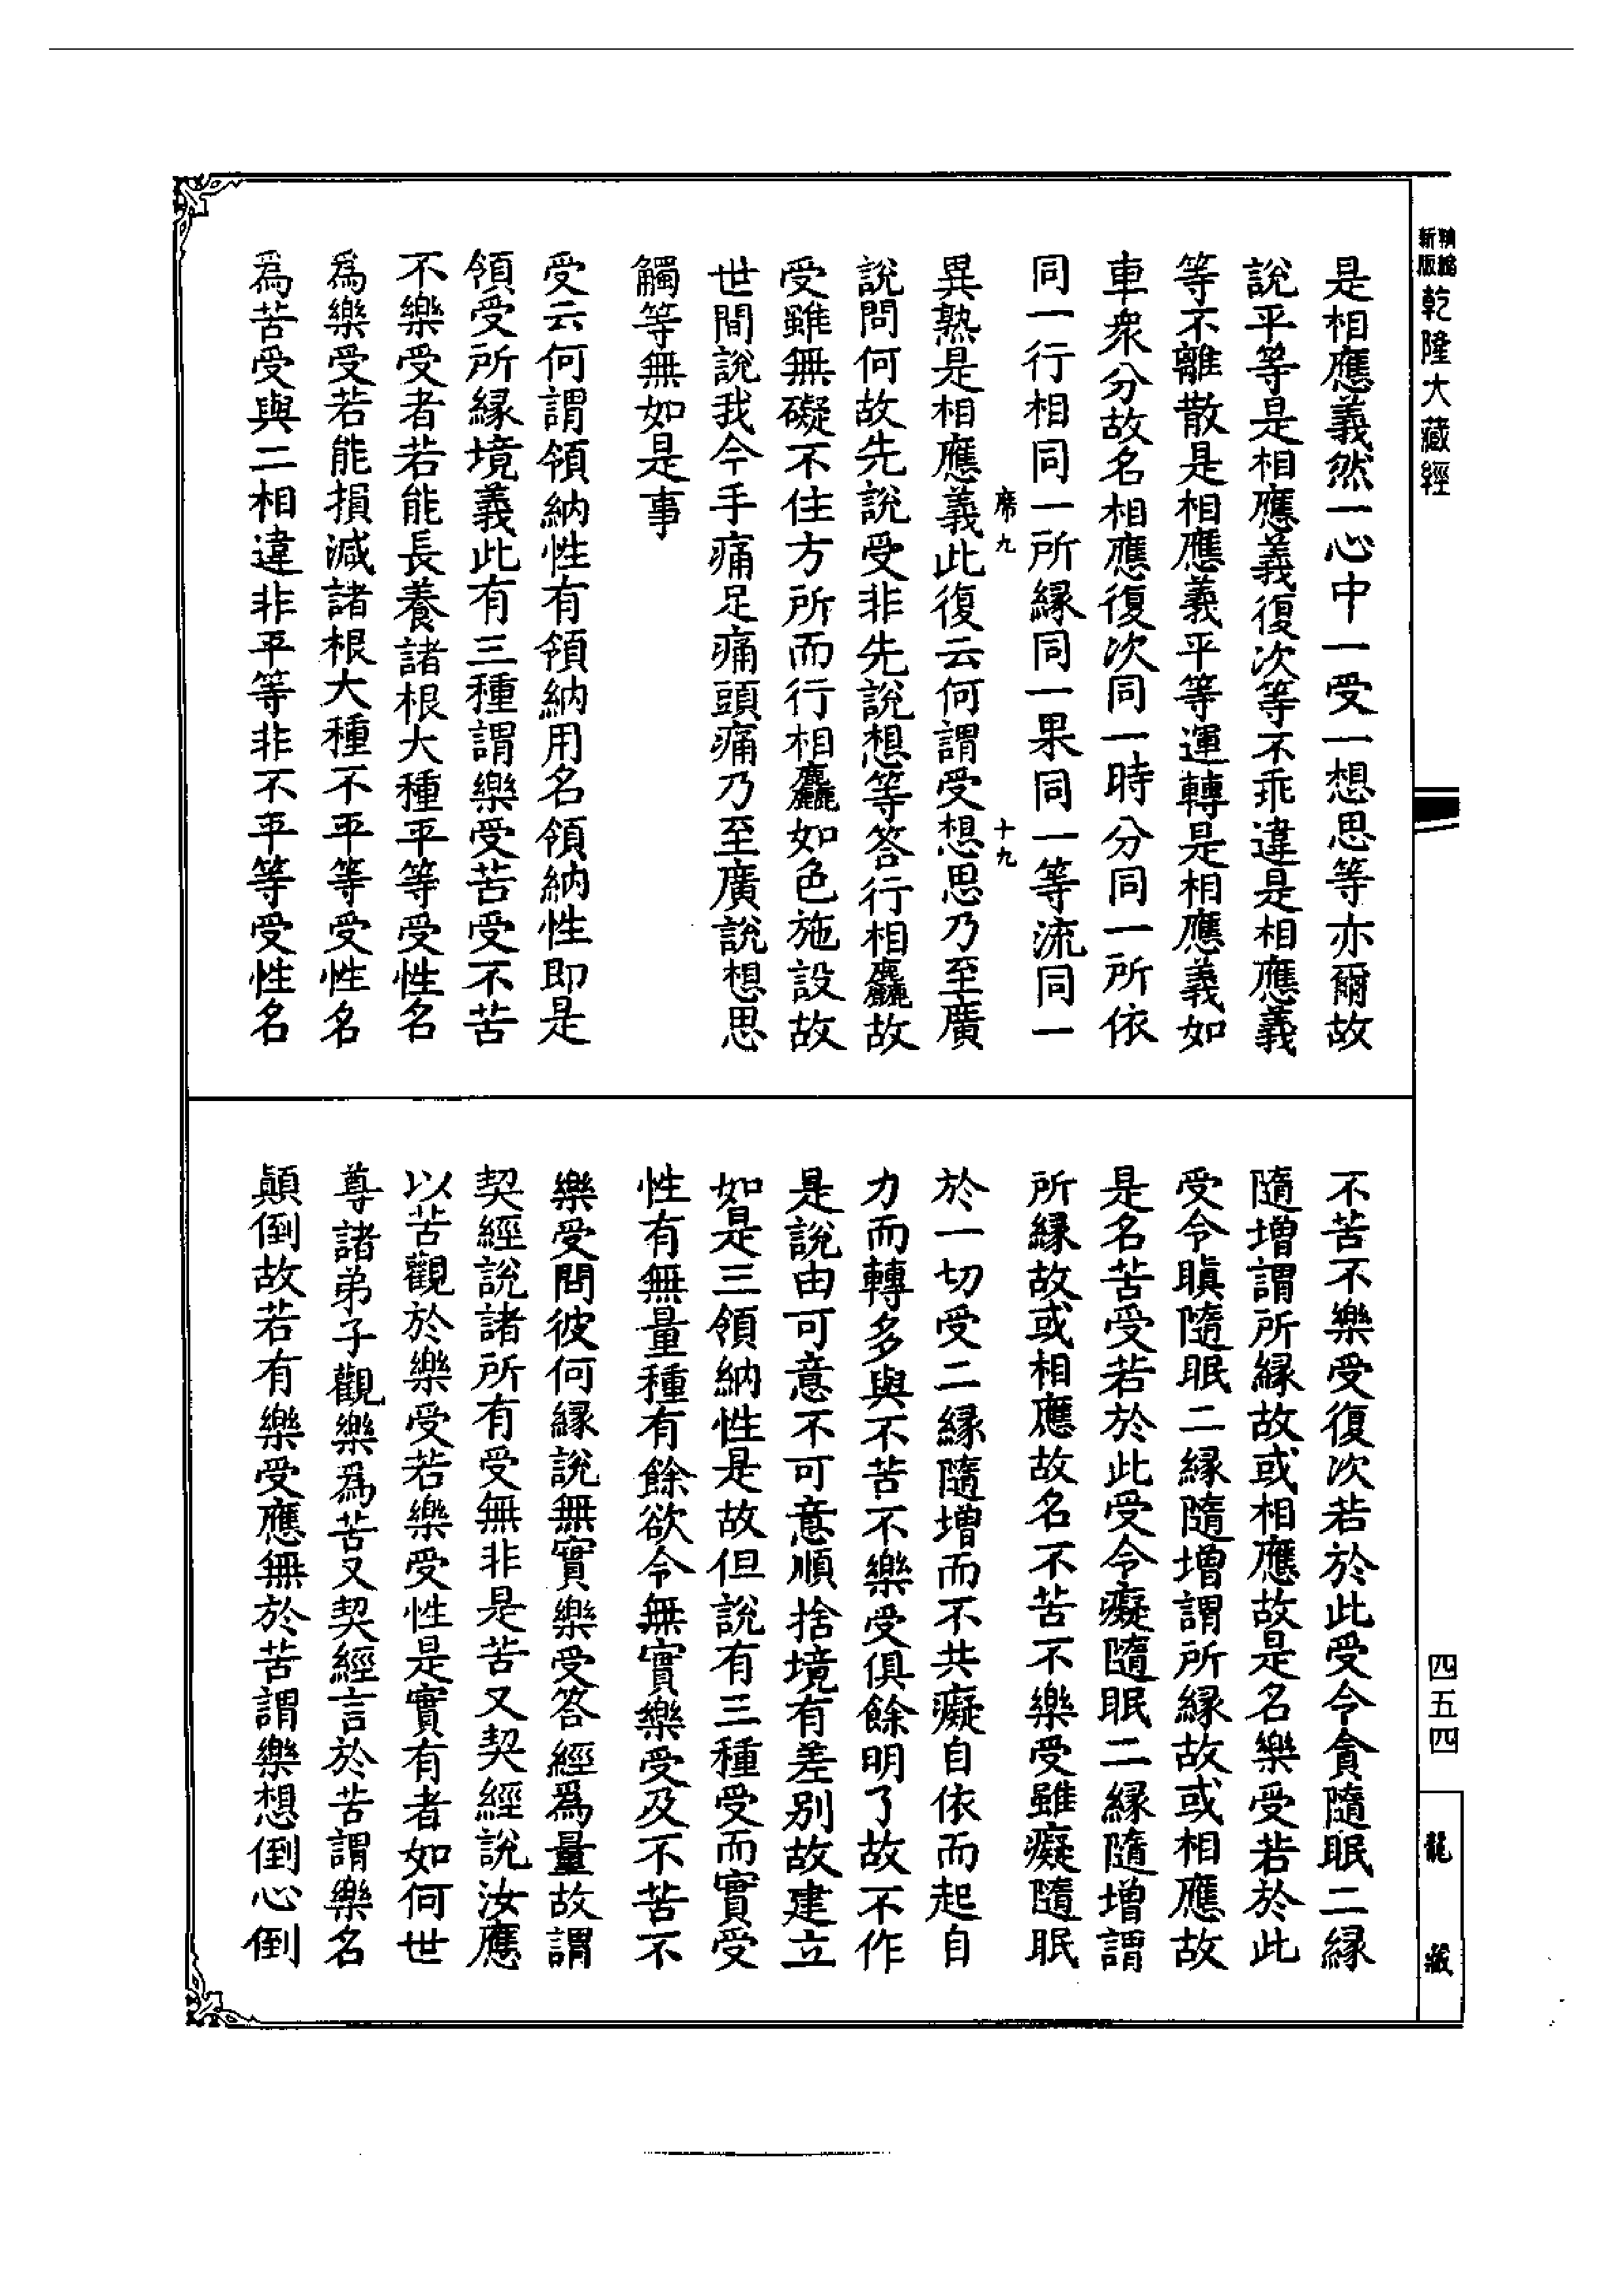 精縮
新版
乾隆大藏經
四五四
龍藏
是相應義然一心中一受一想思等亦爾故
說平等是相應義復次等不乖違是相應義
等不離散是相應義平等運轉是相應義如
車衆分故名相應復次同一時分同一所依
同一行相同一所縁同一果同一等流同一
席九
十九
異熟是相應義此復云何謂受想思乃至廣
說問何故先說受非先說想等答行相麤故
受雖無礙不住方所而行相麤如色施設故
世間說我今手痛足痛頭痛乃至廣說想思
觸等無如是事
受云何謂領納性有領納用名領納性即是
領受所縁境義此有三種謂樂受苦受不苦
不樂受者若能長養諸根大種平等受性名
爲樂受若能損減諸根大種不平等受性名
爲苦受與二相違非平等非不平等受性名
不苦不樂受復次若於此受令貪隨眠二縁
隨增謂所縁故或相應故是名樂受若於此
受令瞋隨眠二縁隨增謂所縁故或相應故
是名苦受若於此受令癡隨眠二縁隨增謂
所縁故或相應故名不苦不樂受雖癡隨眠
於一切受二縁隨增而不共癡自依而起自
力而轉多與不苦不樂受俱餘明了故不作
是說由可意不可意順捨境有差别故建立
如是三領納性是故但說有三種受而實受
性有無量種有餘欲令無實樂受及不苦不
樂受問彼何縁說無實樂受答經爲量故謂
契經說諸所有受無非是苦又契經說汝應
以苦觀於樂受若樂受性是實有者如何世
尊諸弟子觀樂爲苦又契經言於苦謂樂名
顛倒故若有樂受應無於苦謂樂想倒心倒